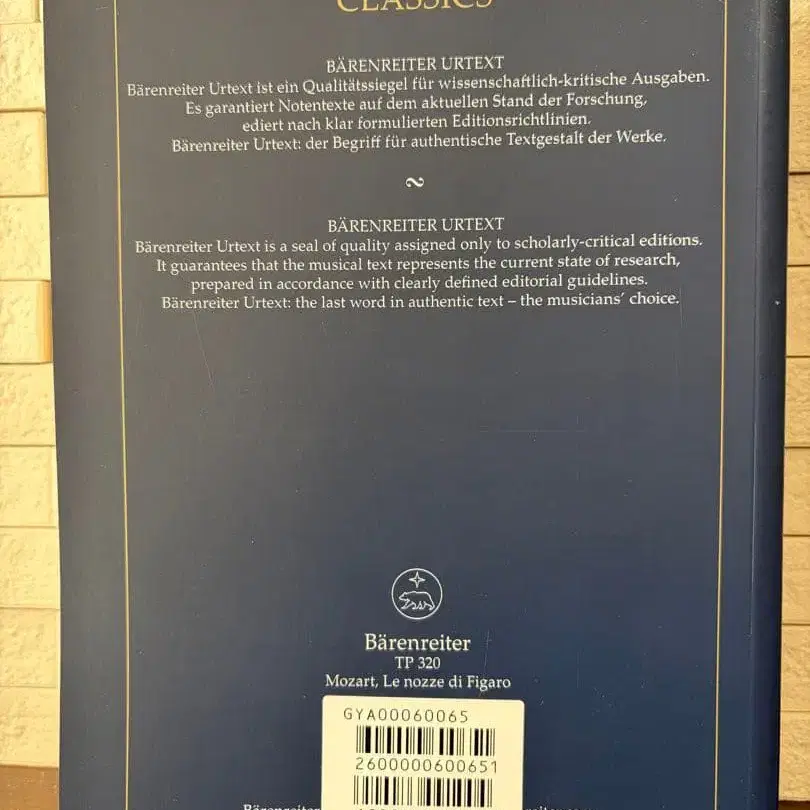 CLASSICS
BÄRENREITER URTEXT
Bärenreiter Urtext ist ein Qualitätssiegel für wissenschaftlich-kritische Ausgaben.
Es garantiert Notentexte auf dem aktuellen Stand der Forschung,
ediert nach klar formulierten Editionsrichtlinien.
Bärenreiter Urtext: der Begriff für authentische Textgestalt der Werke.
BÄRENREITER URTEXT
Bärenreiter Urtext is a seal of quality assigned only to scholarly-critical editions.
It guarantees that the musical text represents the current state of research,
prepared in accordance with clearly defined editorial guidelines.
Bärenreiter Urtext: the last word in authentic text – the musicians' choice.
Bärenreiter
TP 320
Mozart, Le nozze di Figaro
GYA00060065
2600000600651